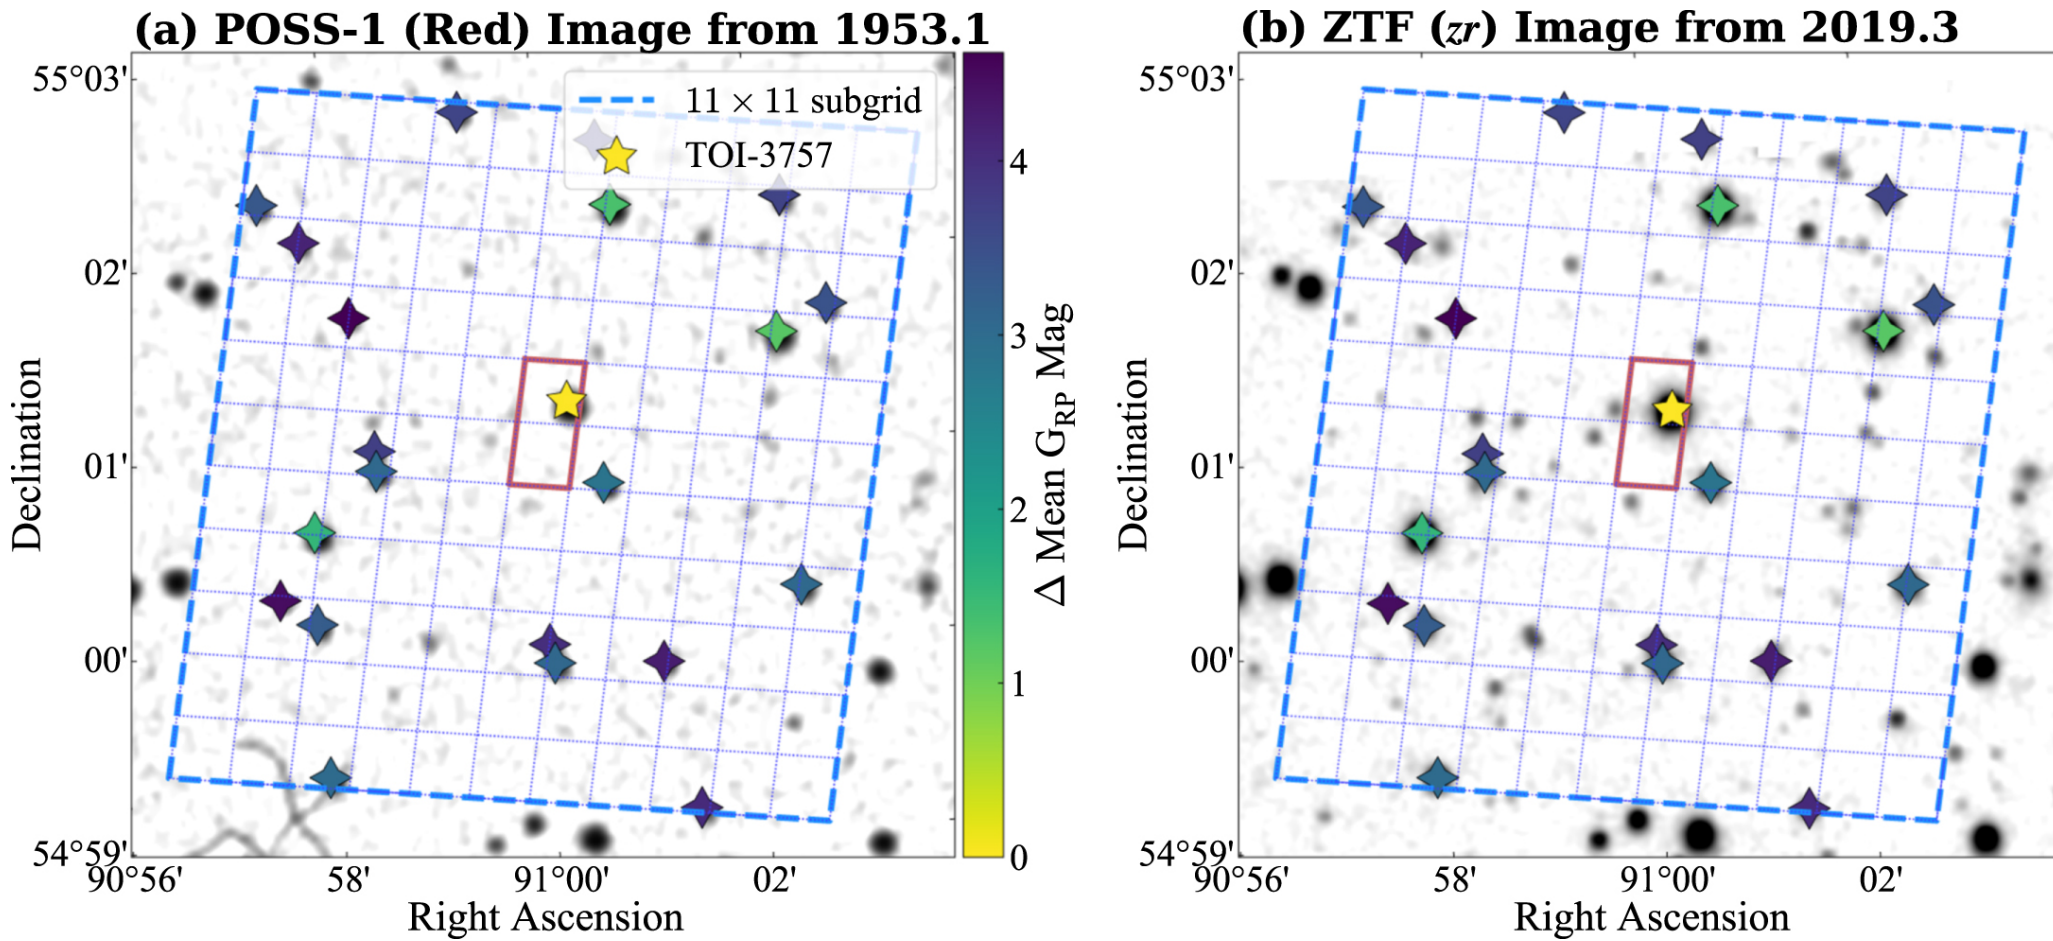 (a) POSS-1 (Red) Image from 1953.1
11 × 11 subgrid
TOI-3757
55°03'
02'
01'
00'
54°59'
90°56'
58'
91°00'
02'
Declination
Right Ascension
4
3
2
1
0
Δ Mean G_RP Mag
(b) ZTF (zr) Image from 2019.3
55°03'
02'
01'
00'
54°59'
90°56'
58'
91°00'
02'
Declination
Right Ascension